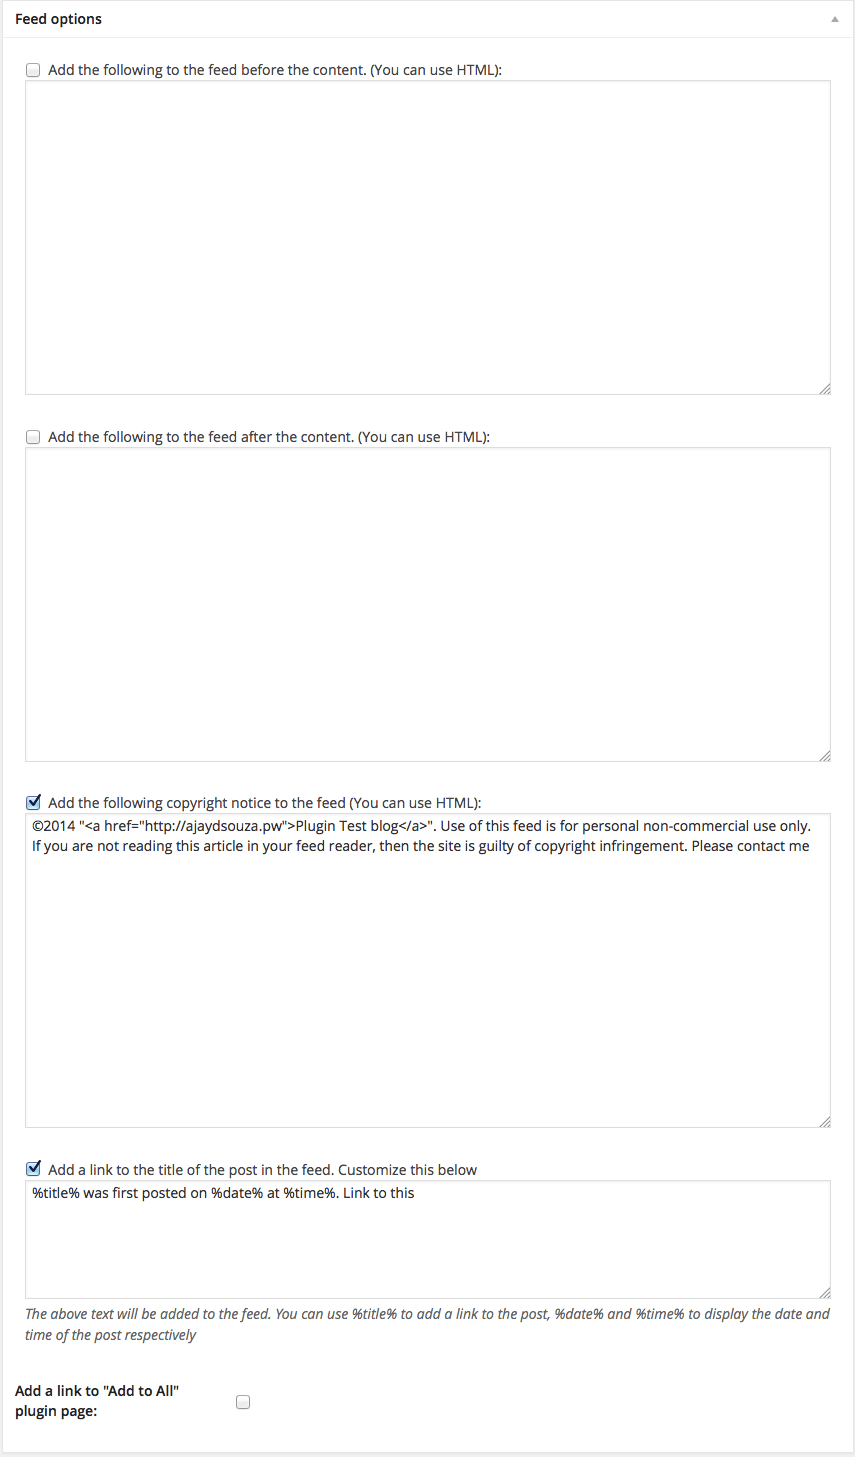 Feed options
Add the following to the feed before the content. (You can use HTML):
Add the following to the feed after the content. (You can use HTML):
Add the following copyright notice to the feed (You can use HTML):
©2014 "<a href="http://ajaydsouza.pw">Plugin Test blog</a>". Use of this feed is for personal non-commercial use only.
If you are not reading this article in your feed reader, then the site is guilty of copyright infringement. Please contact me
Add a link to the title of the post in the feed. Customize this below
%title% was first posted on %date% at %time%. Link to this
The above text will be added to the feed. You can use %title% to add a link to the post, %date% and %time% to display the date and
time of the post respectively
Add a link to "Add to All"
plugin page: